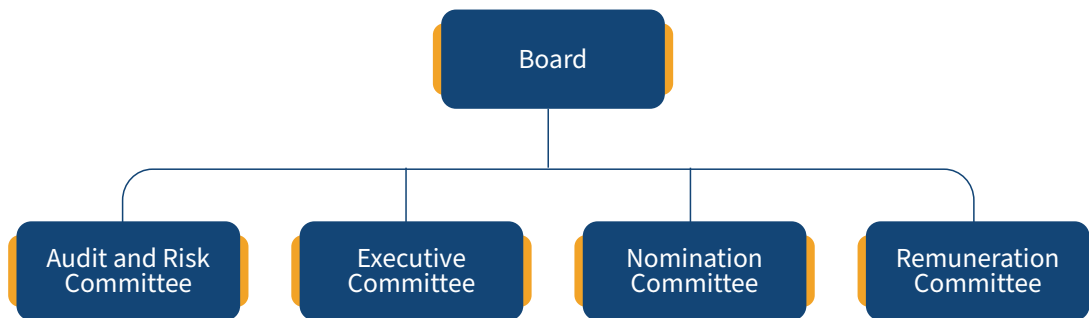 Board
Audit and Risk
Committee
Executive
Committee
Nomination
Committee
Remuneration
Committee